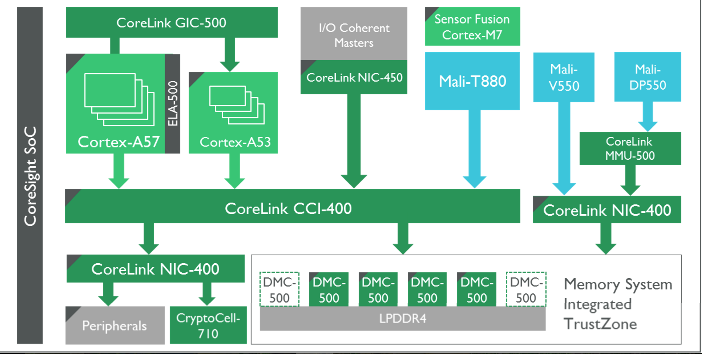 CoreSight SoC
CoreLink GIC-500
Cortex-A57
ELA-500
Cortex-A53
I/O Coherent
Masters
CoreLink NIC-450
Sensor Fusion
Cortex-M7
Mali-T880
Mali-
V550
Mali-
DP550
CoreLink
MMU-500
CoreLink CCI-400
CoreLink NIC-400
CoreLink NIC-400
Peripherals
CryptoCell-
710
DMC-
500
DMC-
500
DMC-
500
DMC-
500
DMC-
500
DMC-
500
LPDDR4
Memory System
Integrated
TrustZone